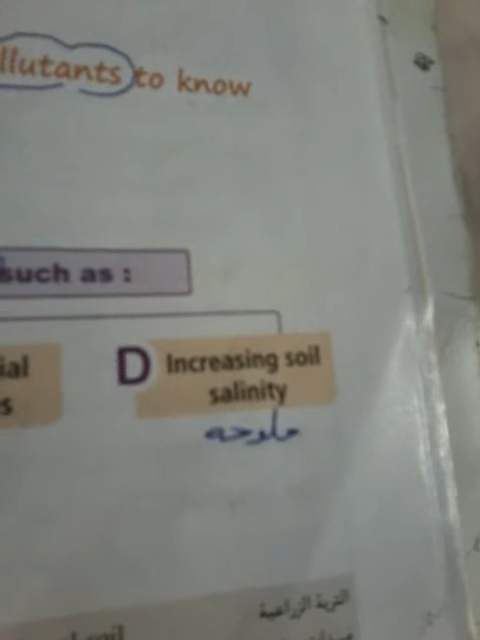 llutants to know
such as :
ial
s
D Increasing soil
salinity
ملوحه
التربة الزراعية